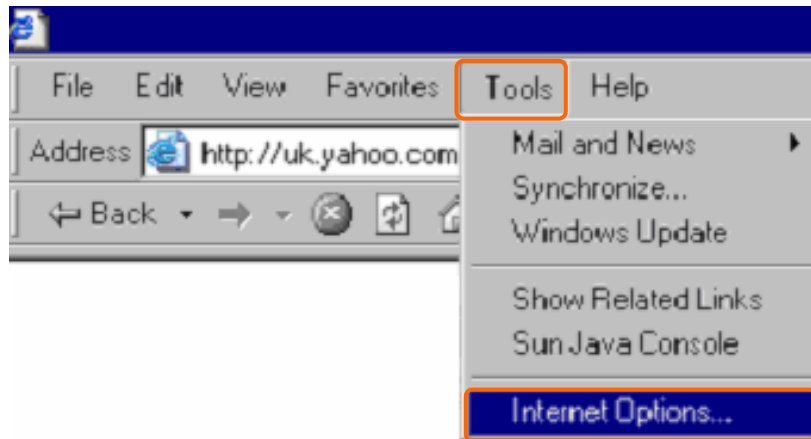 File Edit View Favorites Tools Help
Address http://uk.yahoo.com
Back
Mail and News
Synchronize...
Windows Update
Show Related Links
Sun Java Console
Internet Options...